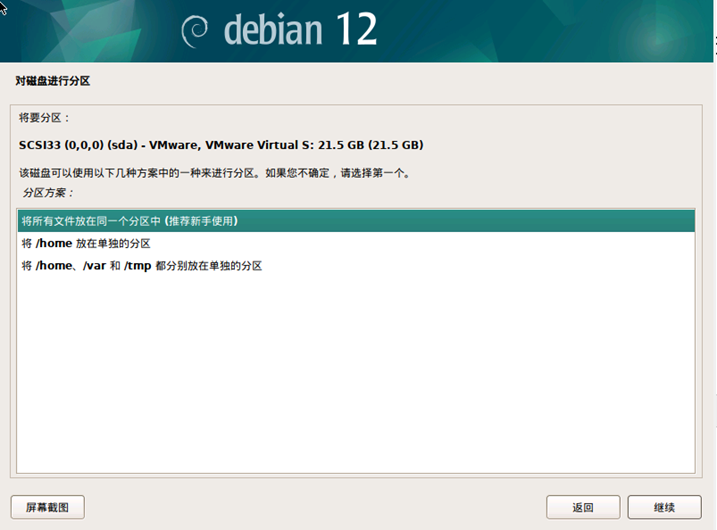 debian 12
对磁盘进行分区
将要分区：
SCSI33 (0,0,0) (sda) - VMware, VMware Virtual S: 21.5 GB (21.5 GB)
该磁盘可以使用以下几种方案中的一种来进行分区。如果您不确定，请选择第一个。
分区方案：
将所有文件放在同一个分区中 (推荐新手使用)
将 /home 放在单独的分区
将 /home、/var 和 /tmp 都分别放在单独的分区
屏幕截图
返回
继续